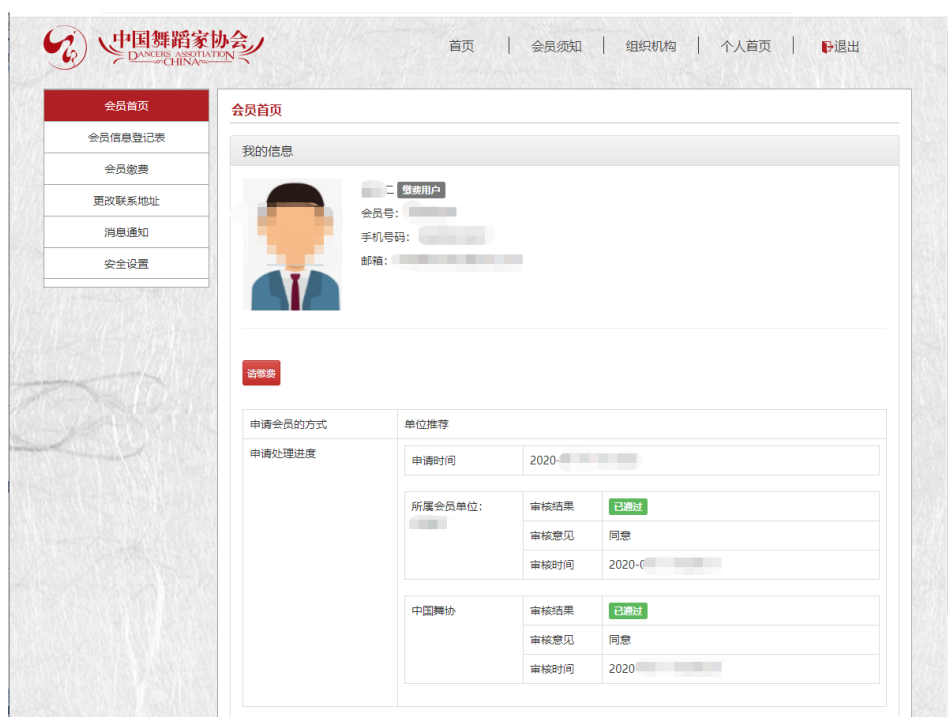 中国舞蹈家协会
DANCERS ASSOTIATION
CHINA
首页 | 会员须知 | 组织机构 | 个人首页 | 退出
会员首页
会员信息登记表
会员缴费
更改联系地址
消息通知
安全设置
会员首页
我的信息
二 缴费用户
会员号:
手机号码:
邮箱:
请缴费
申请会员的方式 单位推荐
申请处理进度
申请时间 2020-
所属会员单位:
审核结果 已通过
审核意见 同意
审核时间 2020-0
中国舞协
审核结果 已通过
审核意见 同意
审核时间 2020